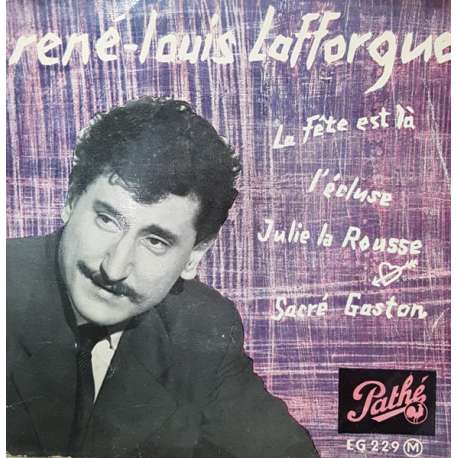 rené-louis Lafforgue
La Fête est là
l'écluse
Julie la Rousse
Sacré Gaston
Pathé
EG 229 M